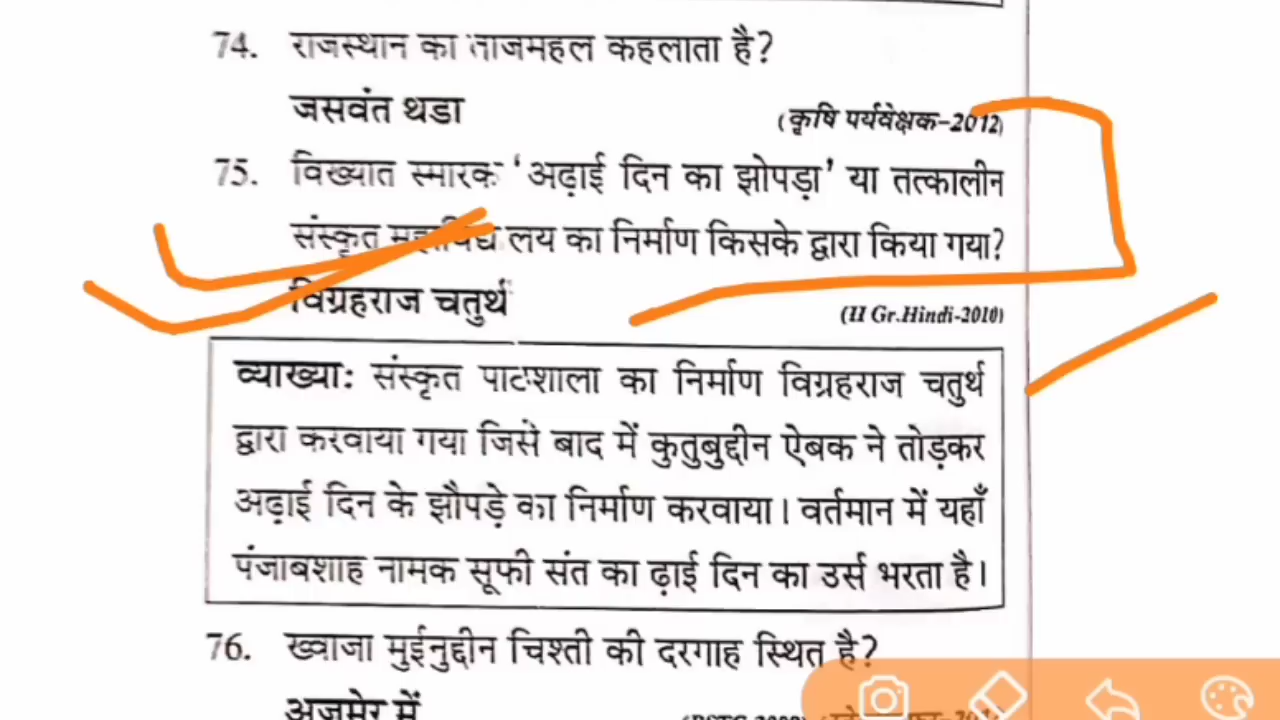 74. राजस्थान का ताजमहल कहलाता है?
जसवंत थडा (कृषि पर्यवेक्षक-2012)
75. विख्यात स्मारक 'अढ़ाई दिन का झोपड़ा' या तत्कालीन
संस्कृत महाविद्यालय का निर्माण किसके द्वारा किया गया?
विग्रहराज चतुर्थ (II Gr.Hindi-2010)
व्याख्याः संस्कृत पाठशाला का निर्माण विग्रहराज चतुर्थ
द्वारा करवाया गया जिसे बाद में कुतुबुद्दीन ऐबक ने तोड़कर
अढ़ाई दिन के झौपड़े का निर्माण करवाया। वर्तमान में यहाँ
पंजाबशाह नामक सूफी संत का ढ़ाई दिन का उर्स भरता है।
76. ख्वाजा मुईनुद्दीन चिश्ती की दरगाह स्थित है?
अजमेर में